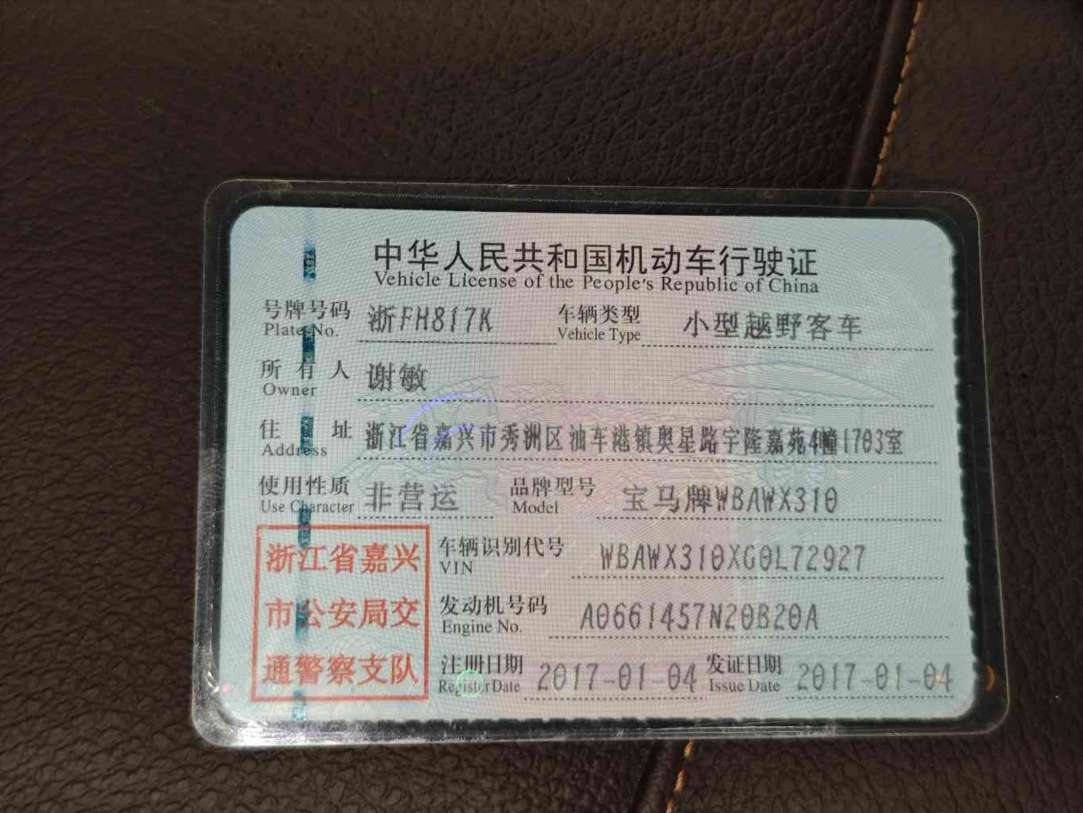 中华人民共和国机动车行驶证
Vehicle License of the People's Republic of China
号牌号码 浙FH817K 车辆类型 小型越野客车
Plate No. Vehicle Type
所有人 谢敏
Owner
住址 浙江省嘉兴市秀洲区油车港镇奥星路宇隆嘉苑4幢1703室
Address
使用性质 非营运 品牌型号 宝马牌WBAWX310
Use Character Model
浙江省嘉兴
市公安局交
通警察支队
车辆识别代号 WBAWX310XG0L72927
VIN
发动机号码 A0661457N20B20A
Engine No.
注册日期 2017-01-04 发证日期 2017-01-04
Register Date Issue Date